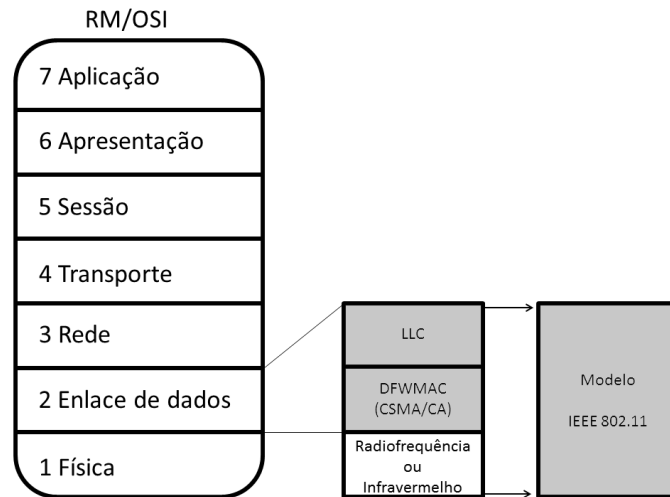 RM/OSI
7 Aplicação
6 Apresentação
5 Sessão
4 Transporte
3 Rede
2 Enlace de dados
1 Física
LLC
DFWMAC
(CSMA/CA)
Radiofrequência
ou
Infravermelho
Modelo
IEEE 802.11